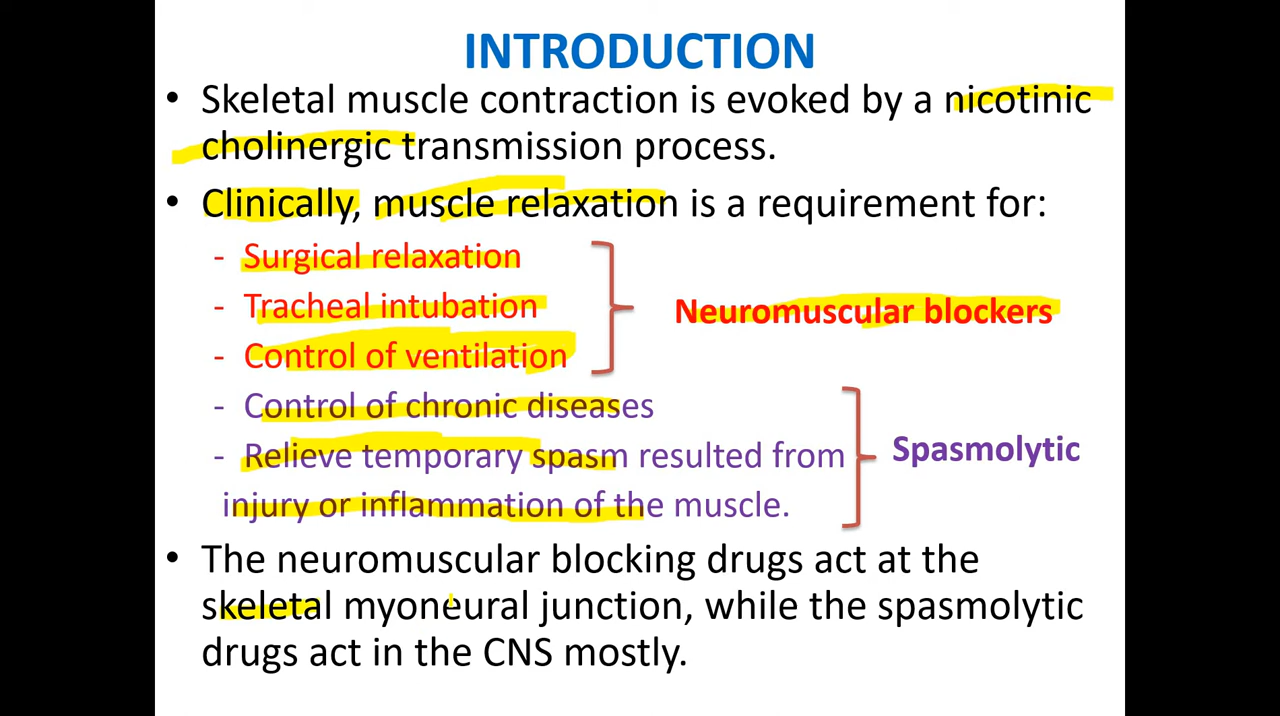 INTRODUCTION
• Skeletal muscle contraction is evoked by a nicotinic
cholinergic transmission process.
• Clinically, muscle relaxation is a requirement for:
- Surgical relaxation
- Tracheal intubation
Neuromuscular blockers
- Control of ventilation
- Control of chronic diseases
- Relieve temporary spasm resulted from
Spasmolytic
injury or inflammation of the muscle.
• The neuromuscular blocking drugs act at the
skeletal myoneural junction, while the spasmolytic
drugs act in the CNS mostly.